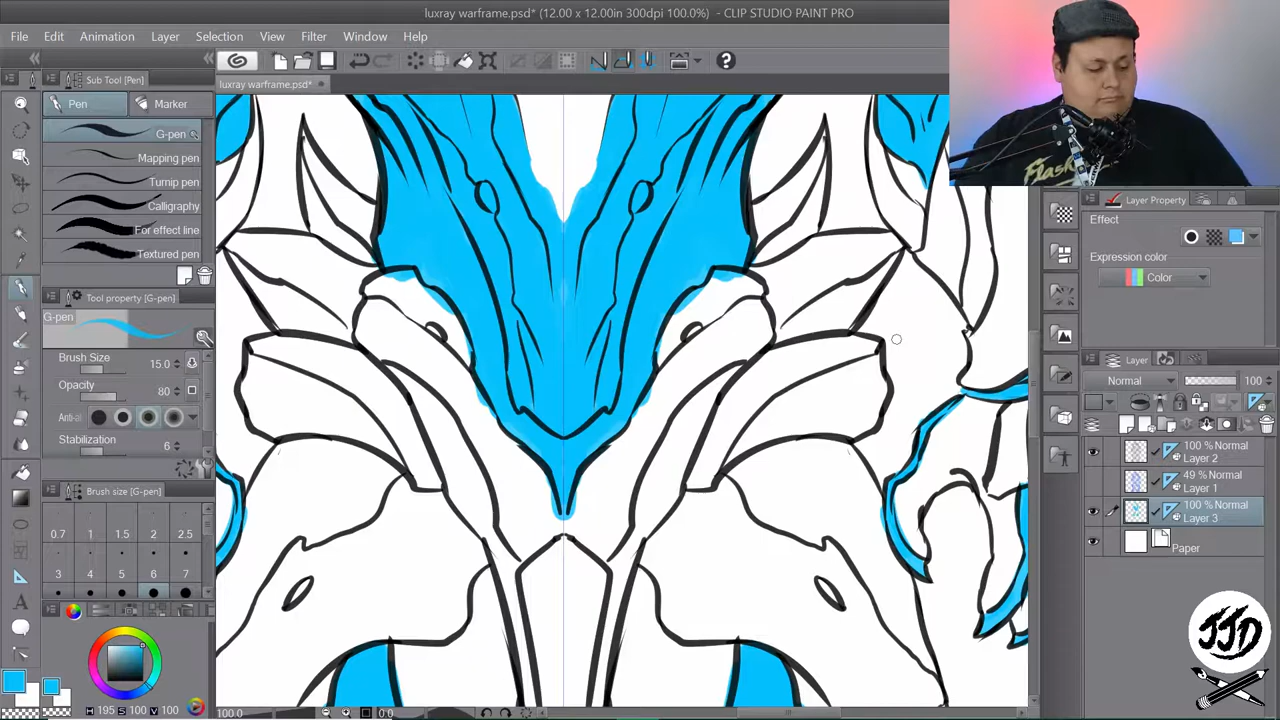 luxray warframe.psd* (12.00 x 12.00in 300dpi 100.0%) - CLIP STUDIO PAINT PRO
File Edit Animation Layer Selection View Filter Window Help
Sub Tool [Pen]
luxray warframe.psd*
Pen Marker
G-pen
Mapping pen
Turnip pen
Calligraphy
For effect line
Textured pen
Tool property [G-pen]
G-pen
Brush Size 15.0
Opacity 80
Anti-al
Stabilization 6
Brush size [G-pen]
0.7 1 1.5 2 2.5
3 4 5 6 7
H 195 S 100 V 100
100.0 0.0
Flash
Layer Property
Effect
Expression color
Color
Layer
Normal 100
100 % Normal
Layer 2
49 % Normal
Layer 1
100 % Normal
Layer 3
Paper
JJD